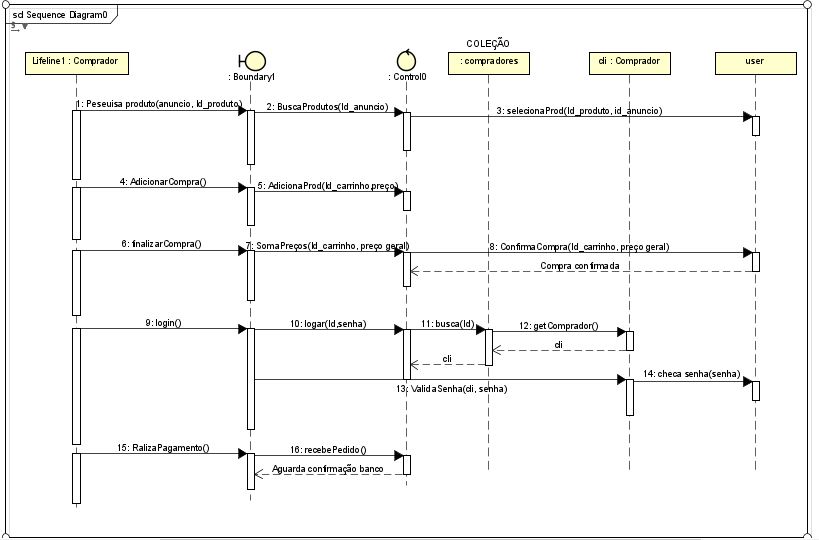 sd Sequence Diagram0
COLEÇÃO
Lifeline1 : Comprador
: Boundary1
: Control0
: compradores
cli : Comprador
user
1: Peseuisa produto(anuncio, Id_produto)
2: BuscaProdutos(Id_anuncio)
3: selecionaProd(Id_produto, id_anuncio)
4: AdicionarCompra()
5: AdicionaProd(Id_carrinho,preço)
6: finalizarCompra()
7: SomaPreços(Id_carrinho, preço geral)
8: ConfirmaCompra(Id_carrinho, preço geral)
Compra confirmada
9: login()
10: logar(Id,senha)
11: busca(Id)
12: getComprador()
cli
cli
13: ValidaSenha(cli, senha)
14: checa senha(senha)
15: RalizaPagamento()
16: recebePedido()
Aguarda confirmação banco